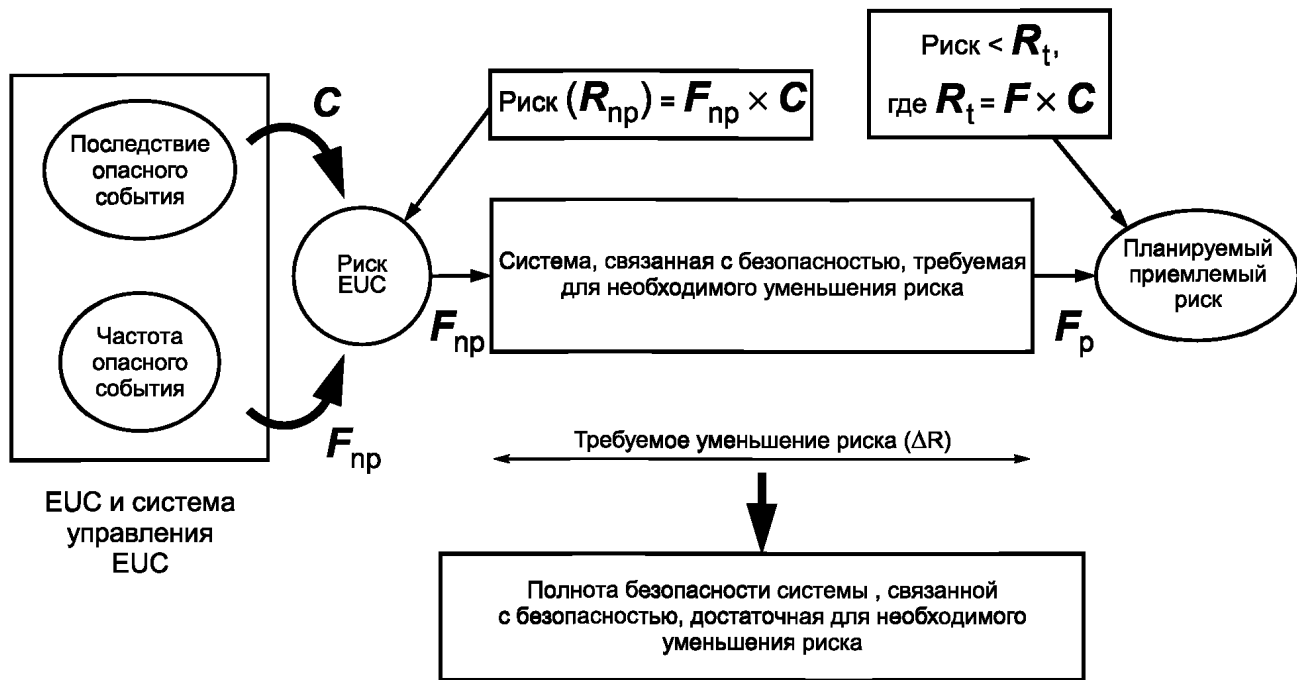 Риск < Rt,
где Rt = F × C
Риск (Rnp) = Fnp × C
C
Последствие
опасного
события
Риск
EUC
Система, связанная с безопасностью, требуемая
для необходимого уменьшения риска
Планируемый
приемлемый
риск
Fnp
Fp
Частота
опасного
события
Fnp
Требуемое уменьшение риска (ΔR)
EUC и система
управления
EUC
Полнота безопасности системы , связанной
с безопасностью, достаточная для необходимого
уменьшения риска